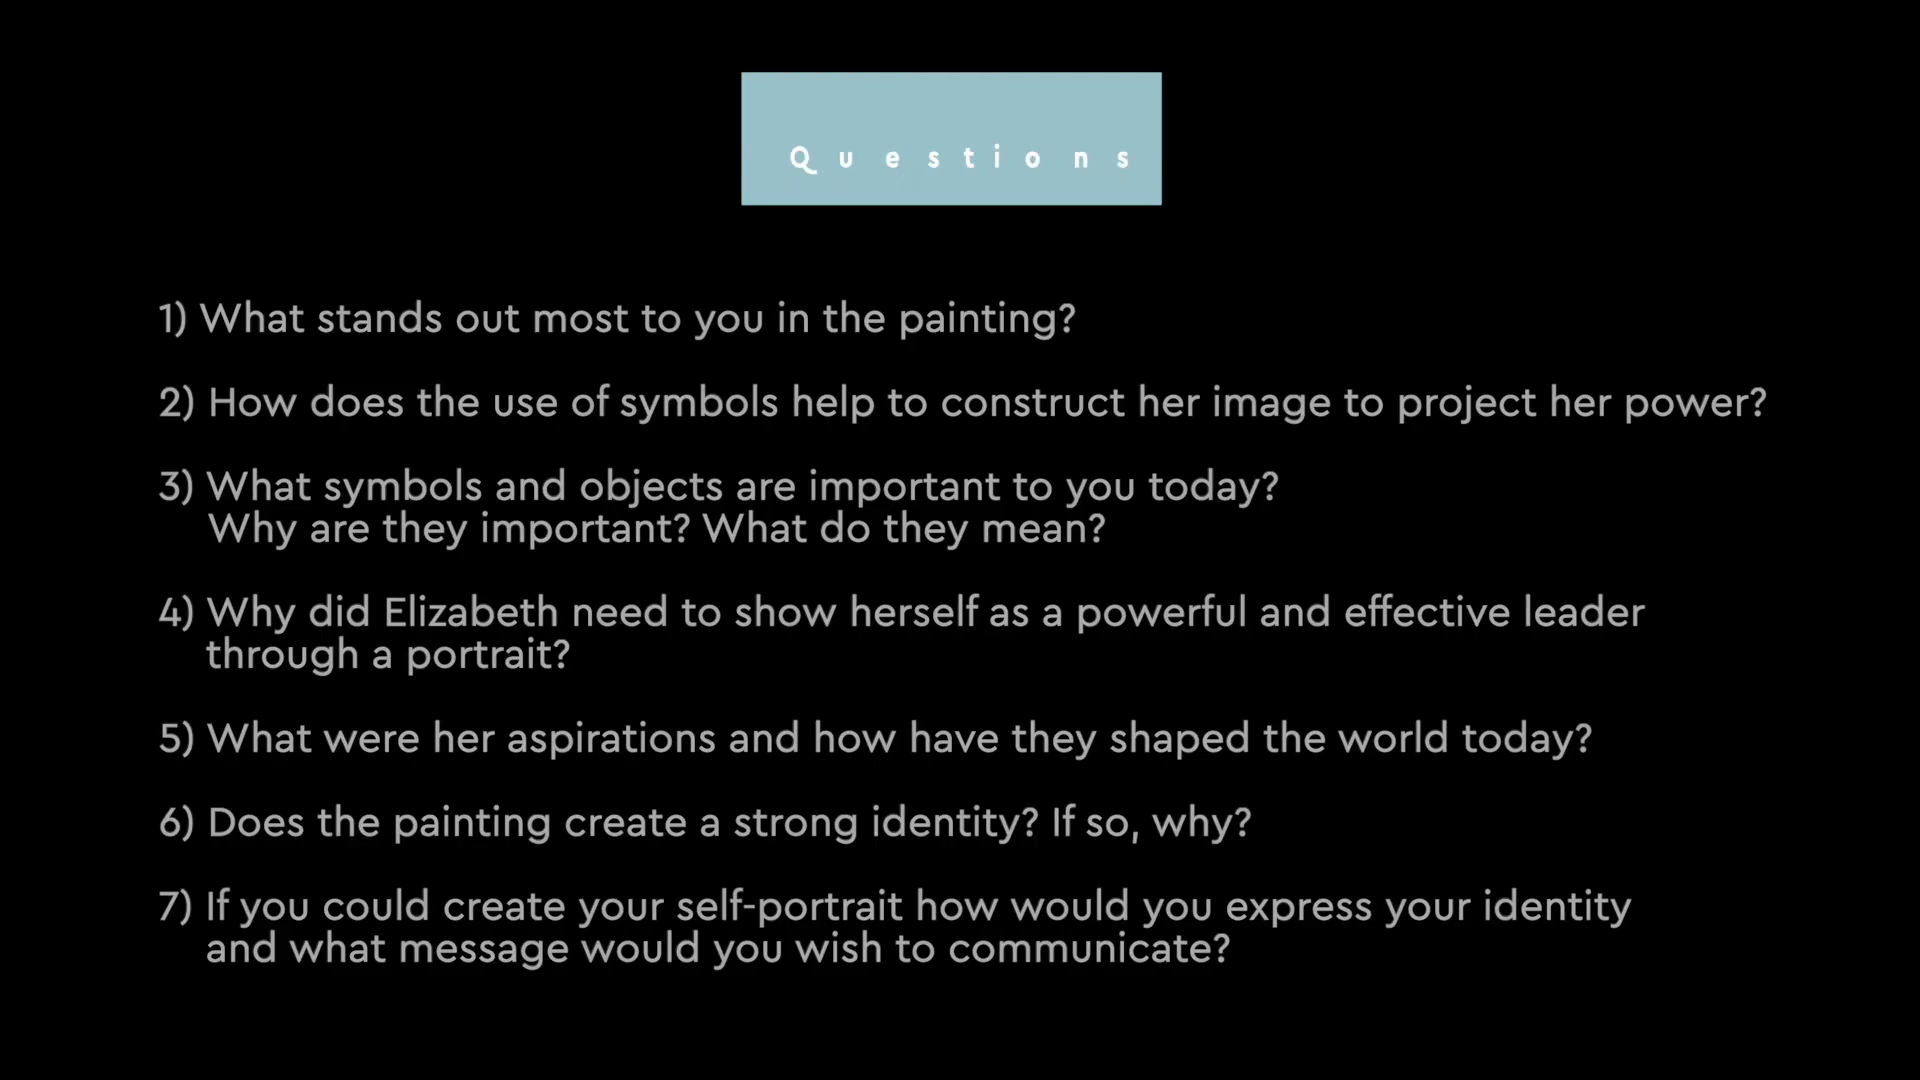 Questions
1) What stands out most to you in the painting?
2) How does the use of symbols help to construct her image to project her power?
3) What symbols and objects are important to you today?
Why are they important? What do they mean?
4) Why did Elizabeth need to show herself as a powerful and effective leader
through a portrait?
5) What were her aspirations and how have they shaped the world today?
6) Does the painting create a strong identity? If so, why?
7) If you could create your self-portrait how would you express your identity
and what message would you wish to communicate?